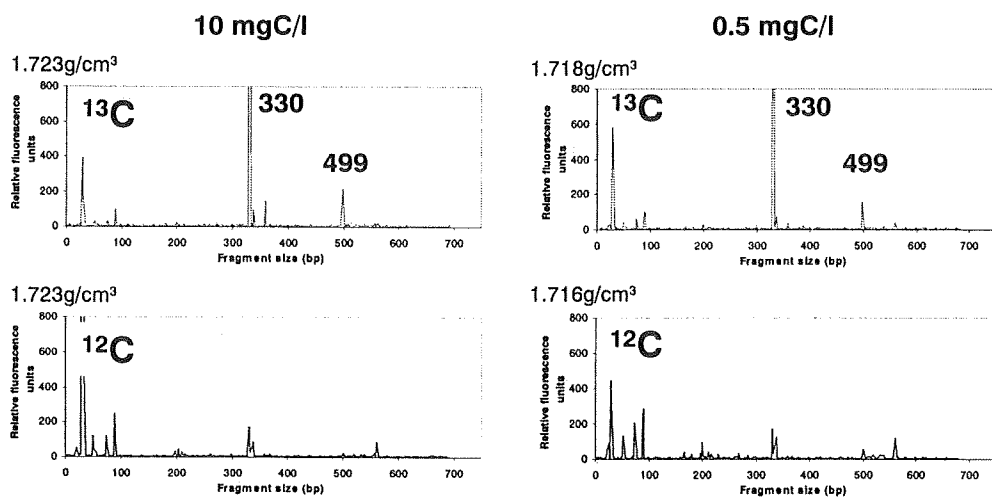 10 mgC/l
0.5 mgC/l
1.723g/cm³
Relative fluorescence units
800
600
400
200
0
¹³C
330
499
0 100 200 300 400 500 600 700
Fragment size (bp)
1.718g/cm³
Relative fluorescence units
800
600
400
200
0
¹³C
330
499
0 100 200 300 400 500 600 700
Fragment size (bp)
1.723g/cm³
Relative fluorescence units
800
600
400
200
0
¹²C
0 100 200 300 400 500 600 700
Fragment size (bp)
1.716g/cm³
Relative fluorescence units
800
600
400
200
0
¹²C
0 100 200 300 400 500 600 700
Fragment size (bp)